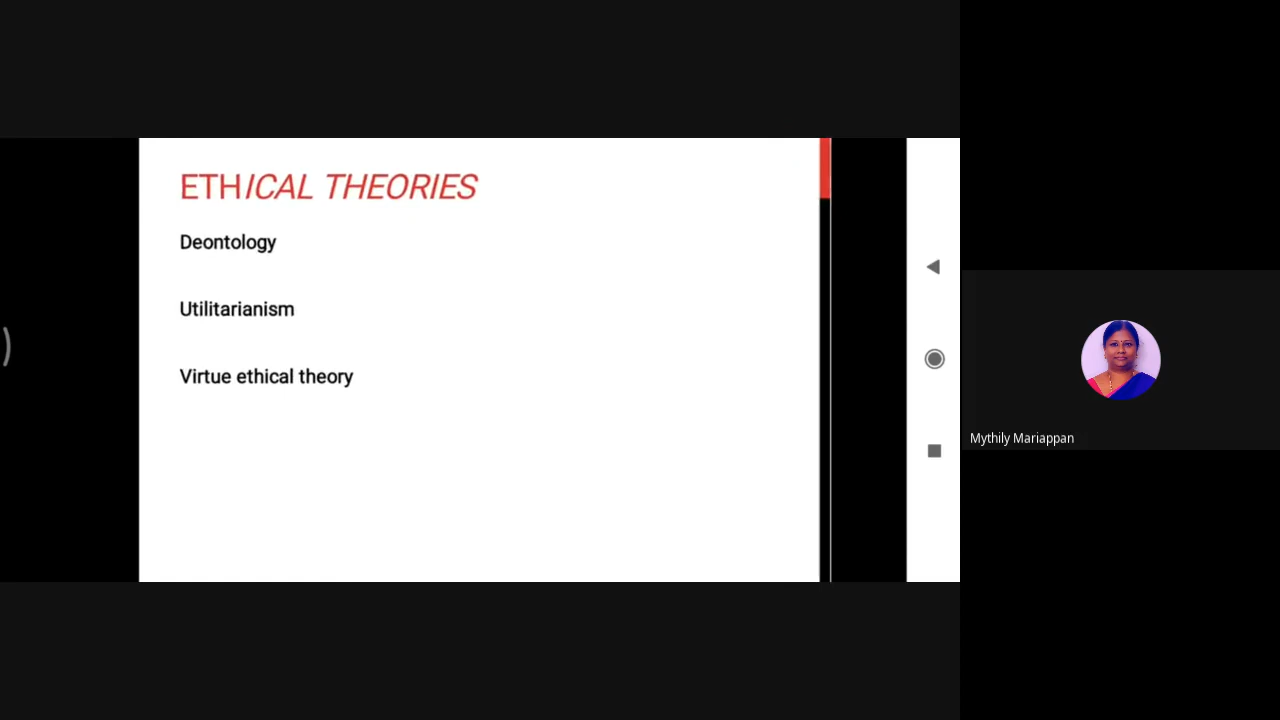 ETHICAL THEORIES
Deontology
Utilitarianism
Virtue ethical theory
Mythily Mariappan